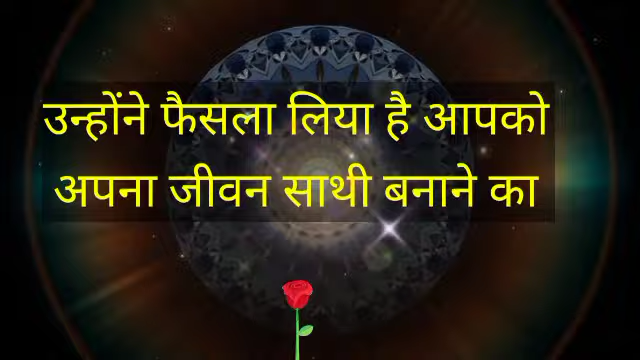 उन्होंने फैसला लिया है आपको
अपना जीवन साथी बनाने का